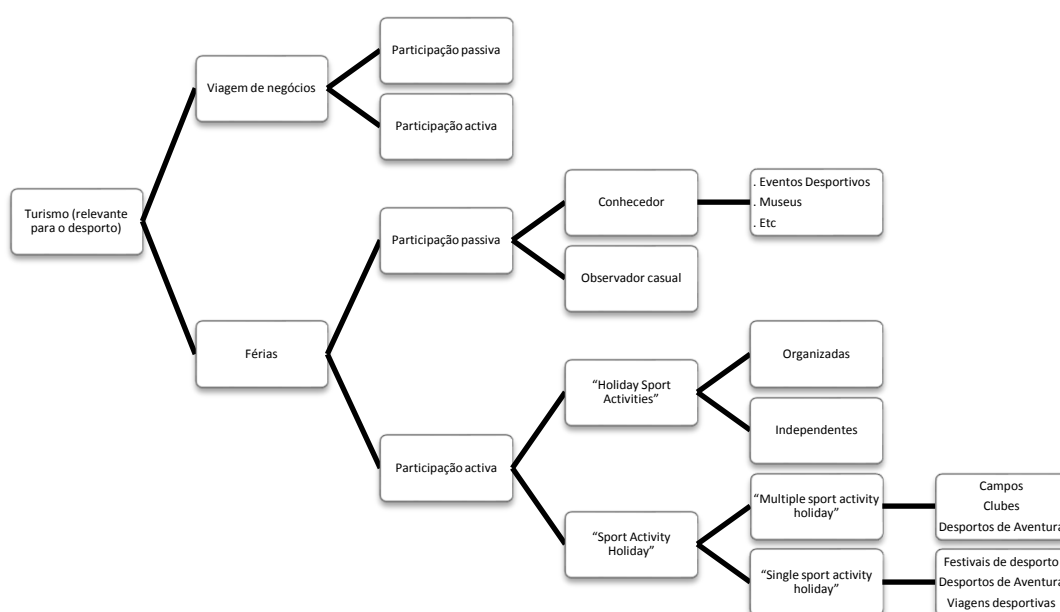 Participação passiva
Viagem de negócios
Participação activa
Turismo (relevante
para o desporto)
Conhecedor
. Eventos Desportivos
. Museus
. Etc
Participação passiva
Observador casual
Férias
Organizadas
“Holiday Sport
Activities”
Independentes
Participação activa
“Multiple sport activity
holiday”
Campos
Clubes
Desportos de Aventura
“Sport Activity
Holiday”
“Single sport activity
holiday”
Festivais de desporto
Desportos de Aventura
Viagens desportivas